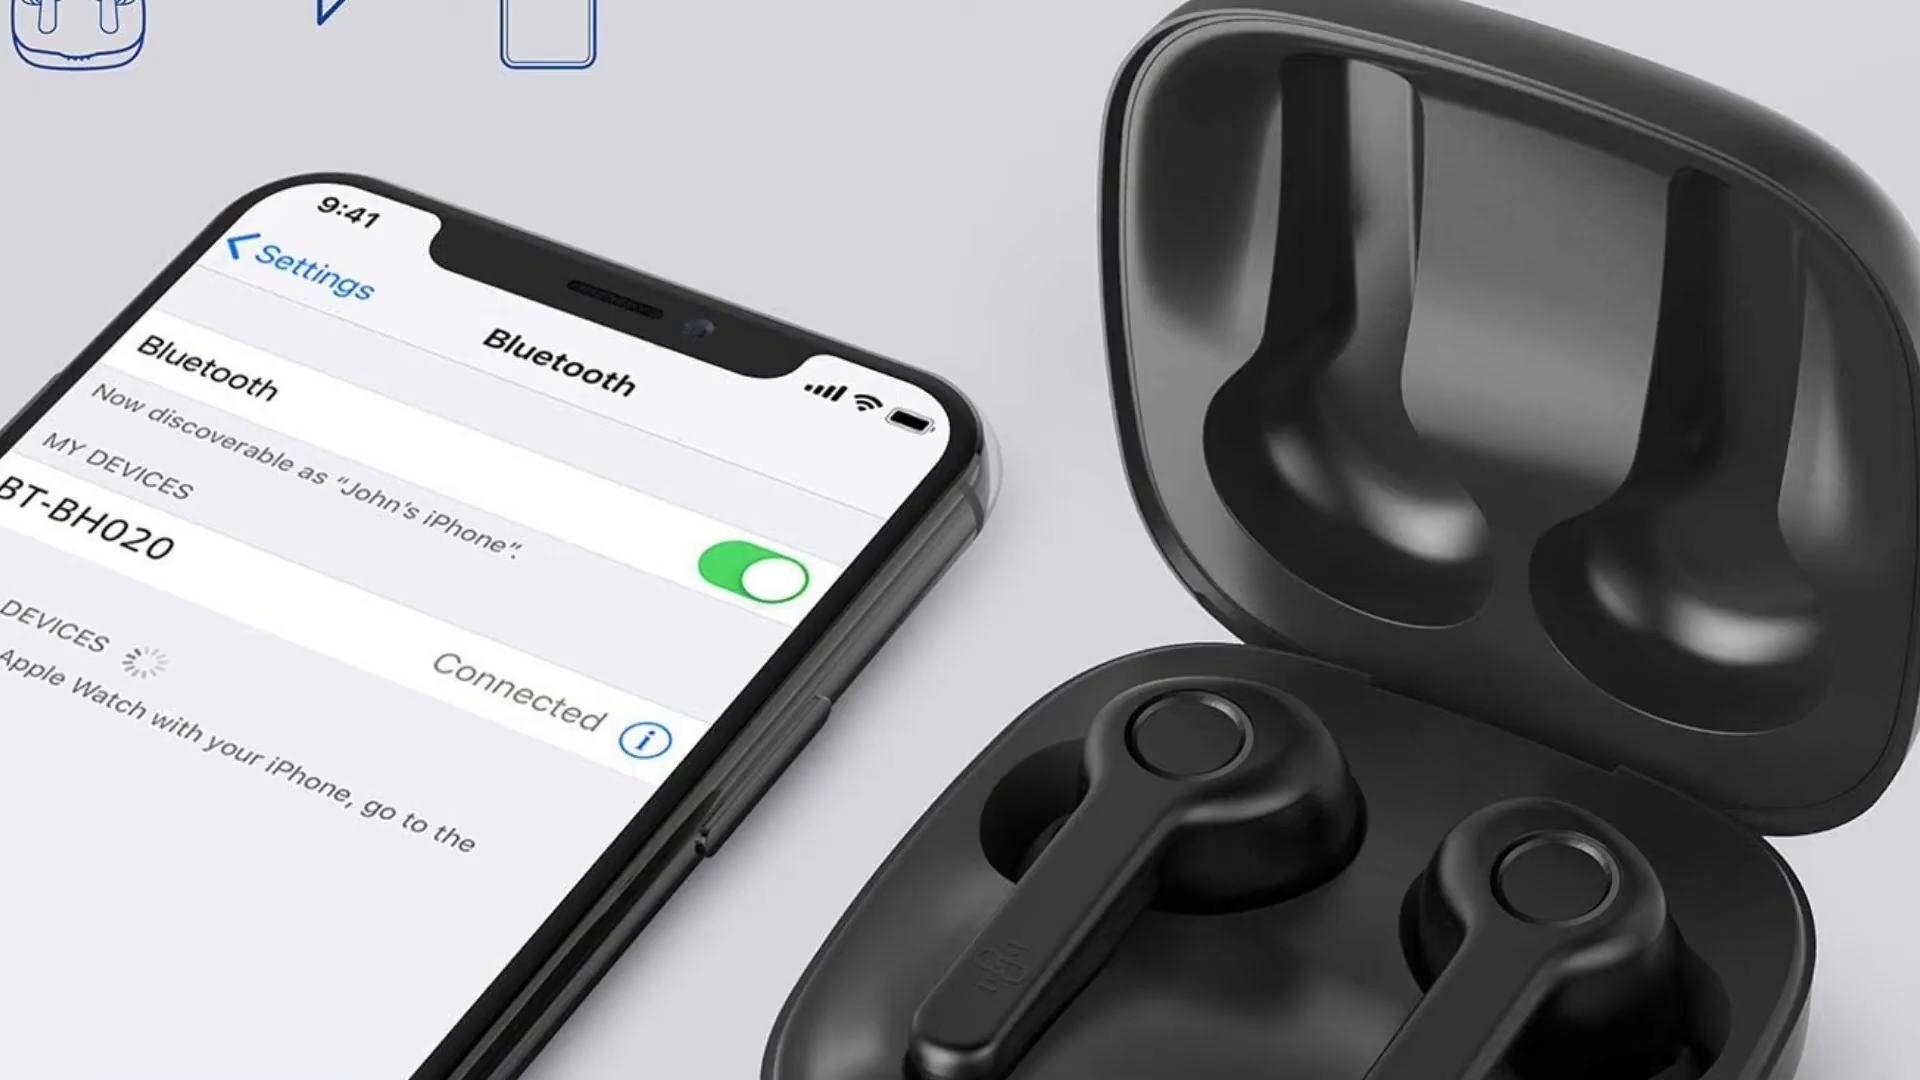 9:41
Settings
Bluetooth
Bluetooth
Now discoverable as “John’s iPhone”.
MY DEVICES
BT-BH020
Connected
DEVICES
Apple Watch with your iPhone, go to the